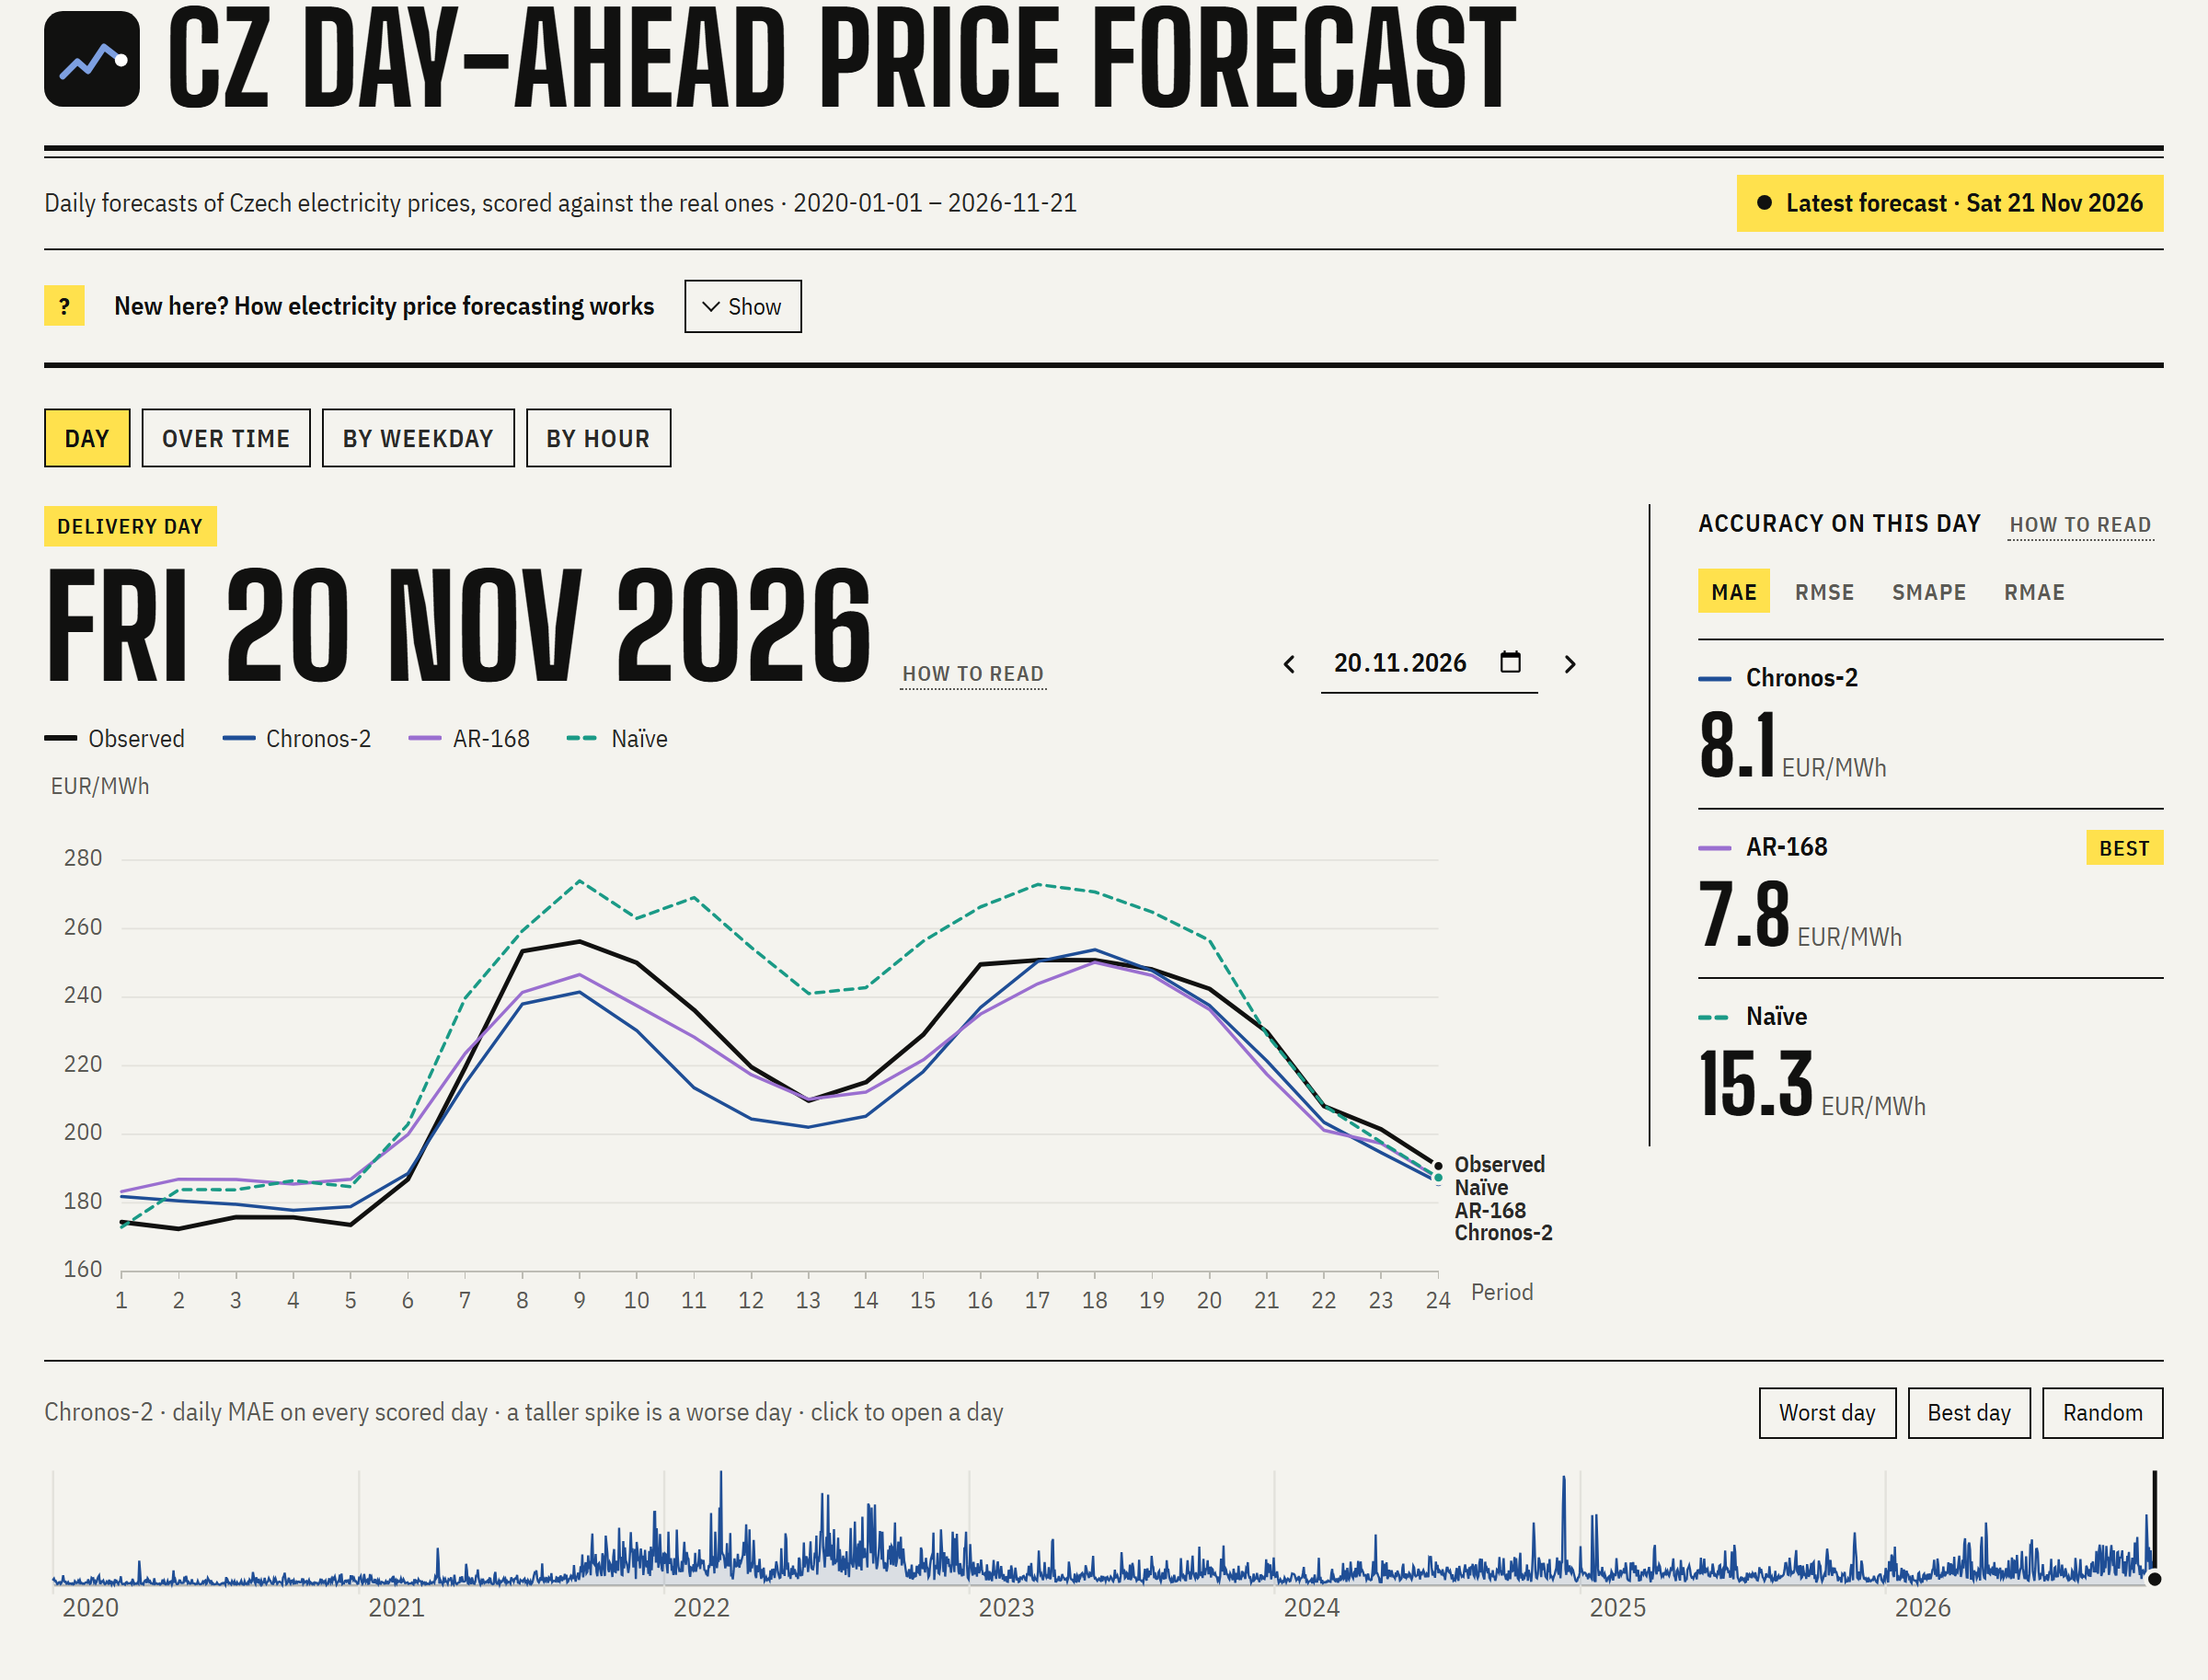 CZ DAY-AHEAD PRICE FORECAST
Daily forecasts of Czech electricity prices, scored against the real ones · 2020-01-01 – 2026-11-21
Latest forecast · Sat 21 Nov 2026
? New here? How electricity price forecasting works Show
DAY OVER TIME BY WEEKDAY BY HOUR
DELIVERY DAY
FRI 20 NOV 2026 HOW TO READ
20.11.2026
Observed Chronos-2 AR-168 Naïve
EUR/MWh
280
260
240
220
200
180
160
Observed
Naïve
AR-168
Chronos-2
1 2 3 4 5 6 7 8 9 10 11 12 13 14 15 16 17 18 19 20 21 22 23 24 Period
ACCURACY ON THIS DAY HOW TO READ
MAE RMSE SMAPE RMAE
Chronos-2
8.1 EUR/MWh
AR-168 BEST
7.8 EUR/MWh
Naïve
15.3 EUR/MWh
Chronos-2 · daily MAE on every scored day · a taller spike is a worse day · click to open a day
Worst day Best day Random
2020 2021 2022 2023 2024 2025 2026